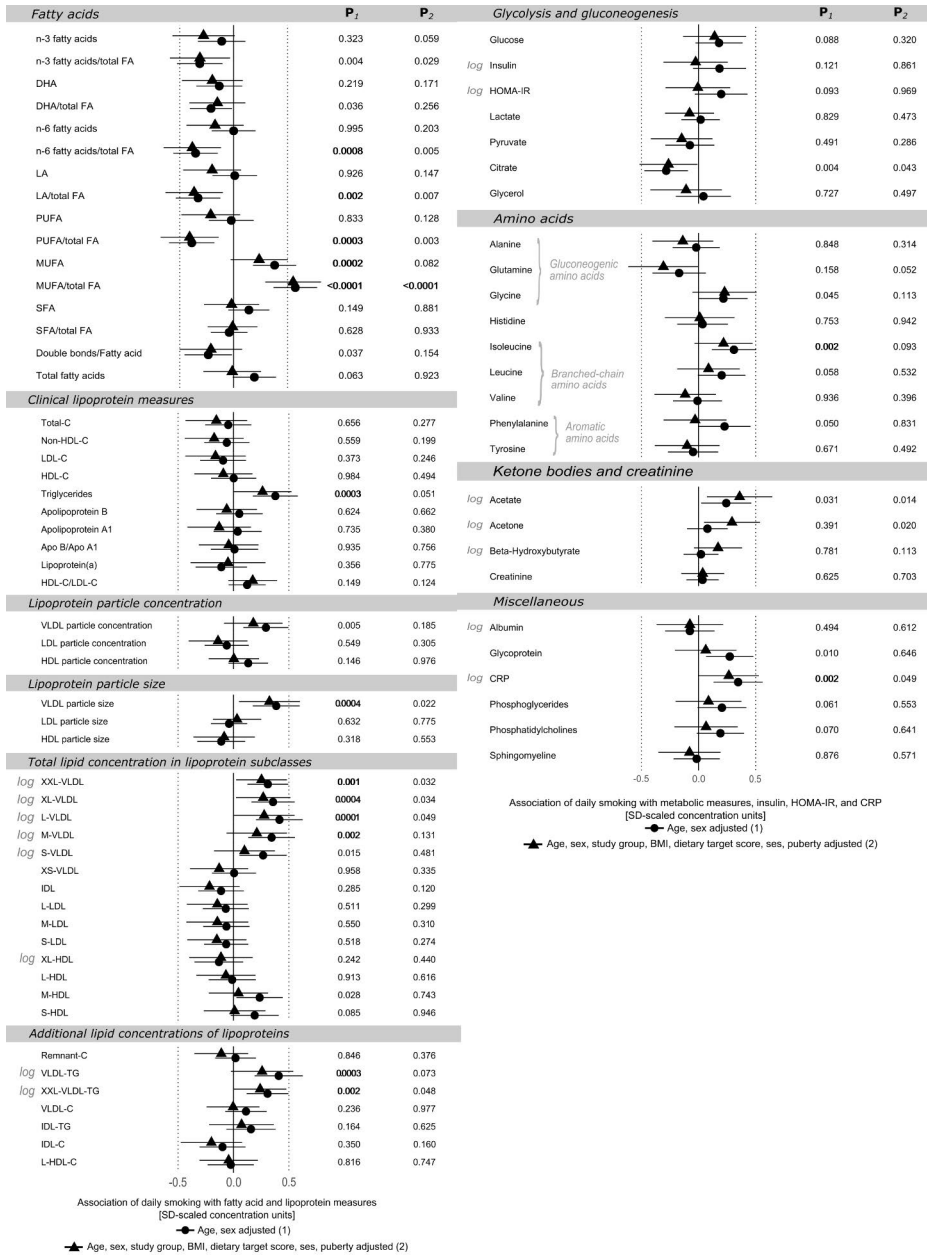 Fatty acids P1 P2
n-3 fatty acids 0.323 0.059
n-3 fatty acids/total FA 0.004 0.029
DHA 0.219 0.171
DHA/total FA 0.036 0.256
n-6 fatty acids 0.995 0.203
n-6 fatty acids/total FA 0.0008 0.005
LA 0.926 0.147
LA/total FA 0.002 0.007
PUFA 0.833 0.128
PUFA/total FA 0.0003 0.003
MUFA 0.0002 0.082
MUFA/total FA <0.0001 <0.0001
SFA 0.149 0.881
SFA/total FA 0.628 0.933
Double bonds/Fatty acid 0.037 0.154
Total fatty acids 0.063 0.923
Clinical lipoprotein measures
Total-C 0.656 0.277
Non-HDL-C 0.559 0.199
LDL-C 0.373 0.246
HDL-C 0.984 0.494
Triglycerides 0.0003 0.051
Apolipoprotein B 0.624 0.662
Apolipoprotein A1 0.735 0.380
Apo B/Apo A1 0.935 0.756
Lipoprotein(a) 0.356 0.775
HDL-C/LDL-C 0.149 0.124
Lipoprotein particle concentration
VLDL particle concentration 0.005 0.185
LDL particle concentration 0.549 0.305
HDL particle concentration 0.146 0.976
Lipoprotein particle size
VLDL particle size 0.0004 0.022
LDL particle size 0.632 0.775
HDL particle size 0.318 0.553
Total lipid concentration in lipoprotein subclasses
log XXL-VLDL 0.001 0.032
log XL-VLDL 0.0004 0.034
log L-VLDL 0.0001 0.049
log M-VLDL 0.002 0.131
log S-VLDL 0.015 0.481
XS-VLDL 0.958 0.335
IDL 0.285 0.120
L-LDL 0.511 0.299
M-LDL 0.550 0.310
S-LDL 0.518 0.274
log XL-HDL 0.242 0.440
L-HDL 0.913 0.616
M-HDL 0.028 0.743
S-HDL 0.085 0.946
Additional lipid concentrations of lipoproteins
Remnant-C 0.846 0.376
log VLDL-TG 0.0003 0.073
log XXL-VLDL-TG 0.002 0.048
VLDL-C 0.236 0.977
IDL-TG 0.164 0.625
IDL-C 0.350 0.160
L-HDL-C 0.816 0.747
-0.5 0.0 0.5
Association of daily smoking with fatty acid and lipoprotein measures
[SD-scaled concentration units]
Age, sex adjusted (1)
Age, sex, study group, BMI, dietary target score, ses, puberty adjusted (2)
Glycolysis and gluconeogenesis P1 P2
Glucose 0.088 0.320
log Insulin 0.121 0.861
log HOMA-IR 0.093 0.969
Lactate 0.829 0.473
Pyruvate 0.491 0.286
Citrate 0.004 0.043
Glycerol 0.727 0.497
Amino acids
Alanine 0.848 0.314
Gluconeogenic
Glutamine 0.158 0.052
amino acids
Glycine 0.045 0.113
Histidine 0.753 0.942
Isoleucine 0.002 0.093
Leucine 0.058 0.532
Branched-chain
amino acids
Valine 0.936 0.396
Phenylalanine 0.050 0.831
Aromatic
amino acids
Tyrosine 0.671 0.492
Ketone bodies and creatinine
log Acetate 0.031 0.014
log Acetone 0.391 0.020
log Beta-Hydroxybutyrate 0.781 0.113
Creatinine 0.625 0.703
Miscellaneous
log Albumin 0.494 0.612
Glycoprotein 0.010 0.646
log CRP 0.002 0.049
Phosphoglycerides 0.061 0.553
Phosphatidylcholines 0.070 0.641
Sphingomyeline 0.876 0.571
-0.5 0.0 0.5
Association of daily smoking with metabolic measures, insulin, HOMA-IR, and CRP
[SD-scaled concentration units]
Age, sex adjusted (1)
Age, sex, study group, BMI, dietary target score, ses, puberty adjusted (2)